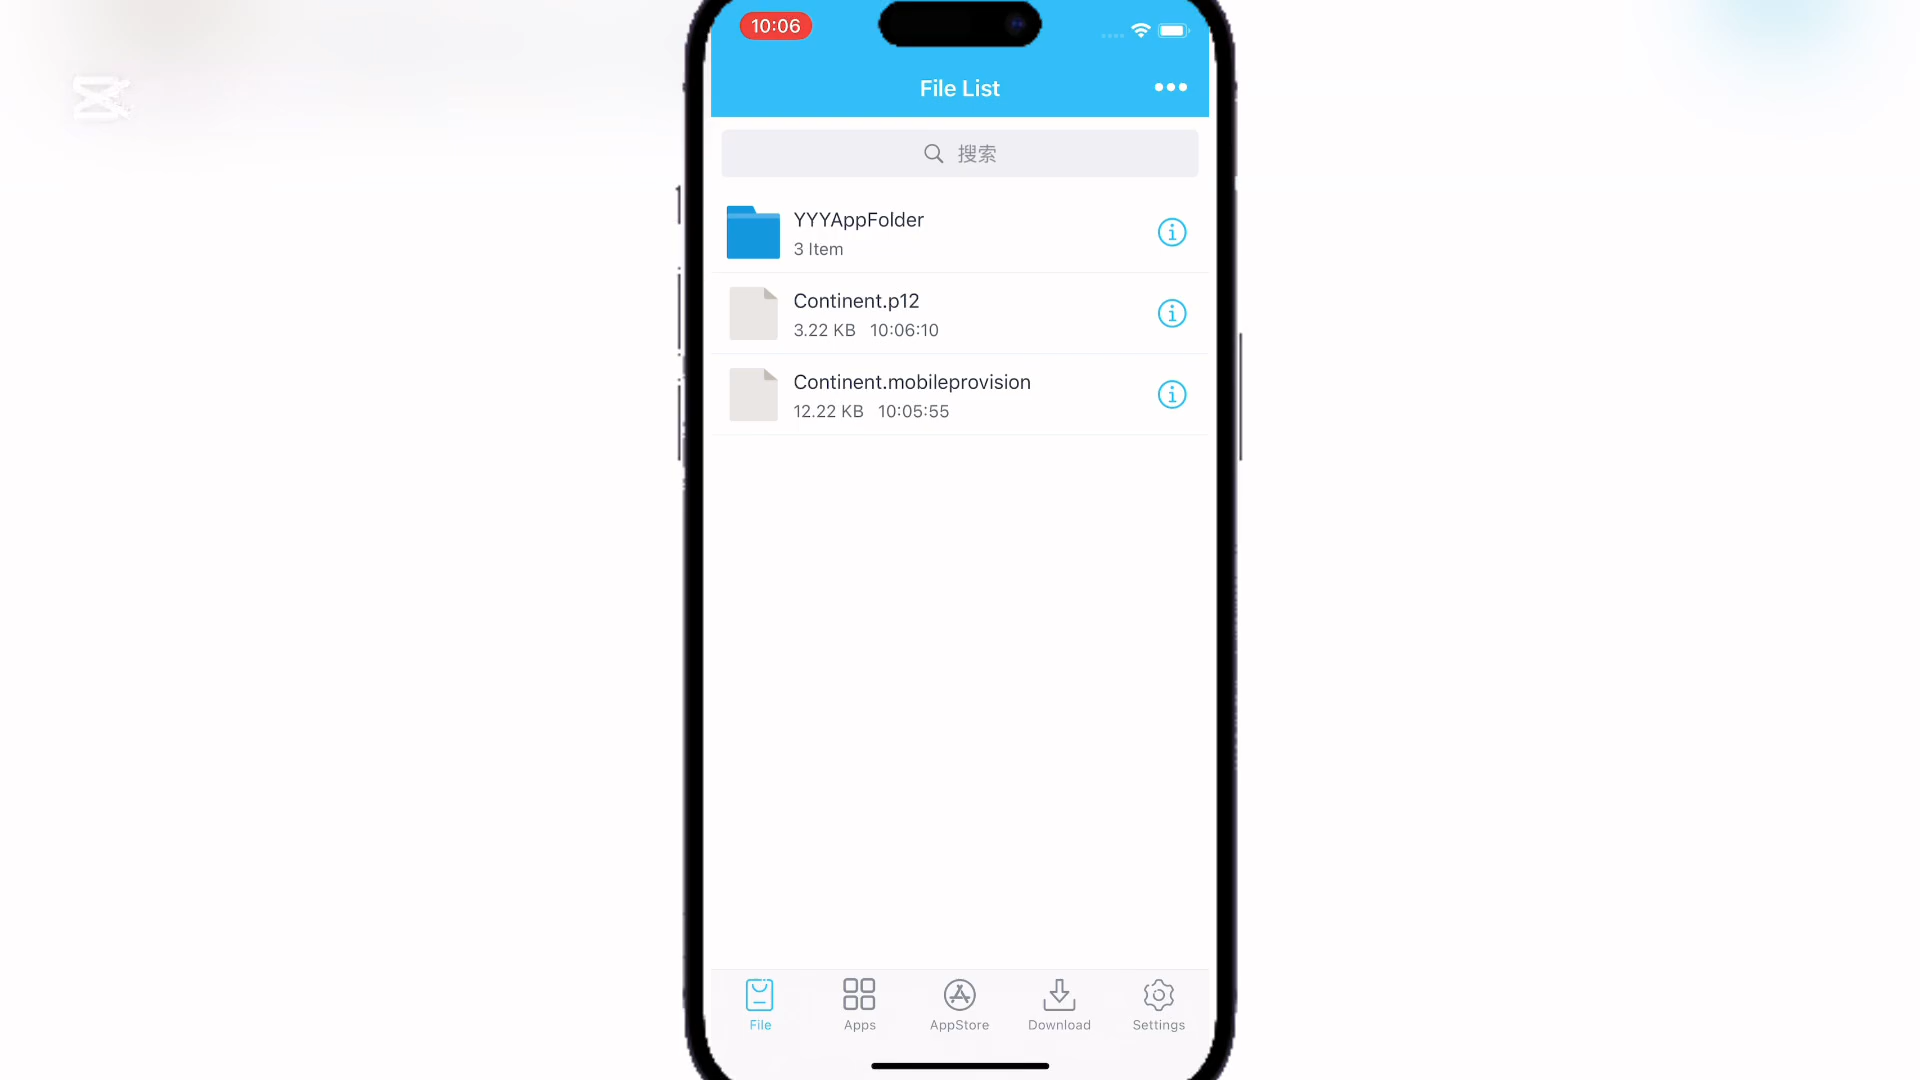 10:06
File List
搜索
YYYAppFolder
3 Item
Continent.p12
3.22 KB 10:06:10
Continent.mobileprovision
12.22 KB 10:05:55
File
Apps
AppStore
Download
Settings